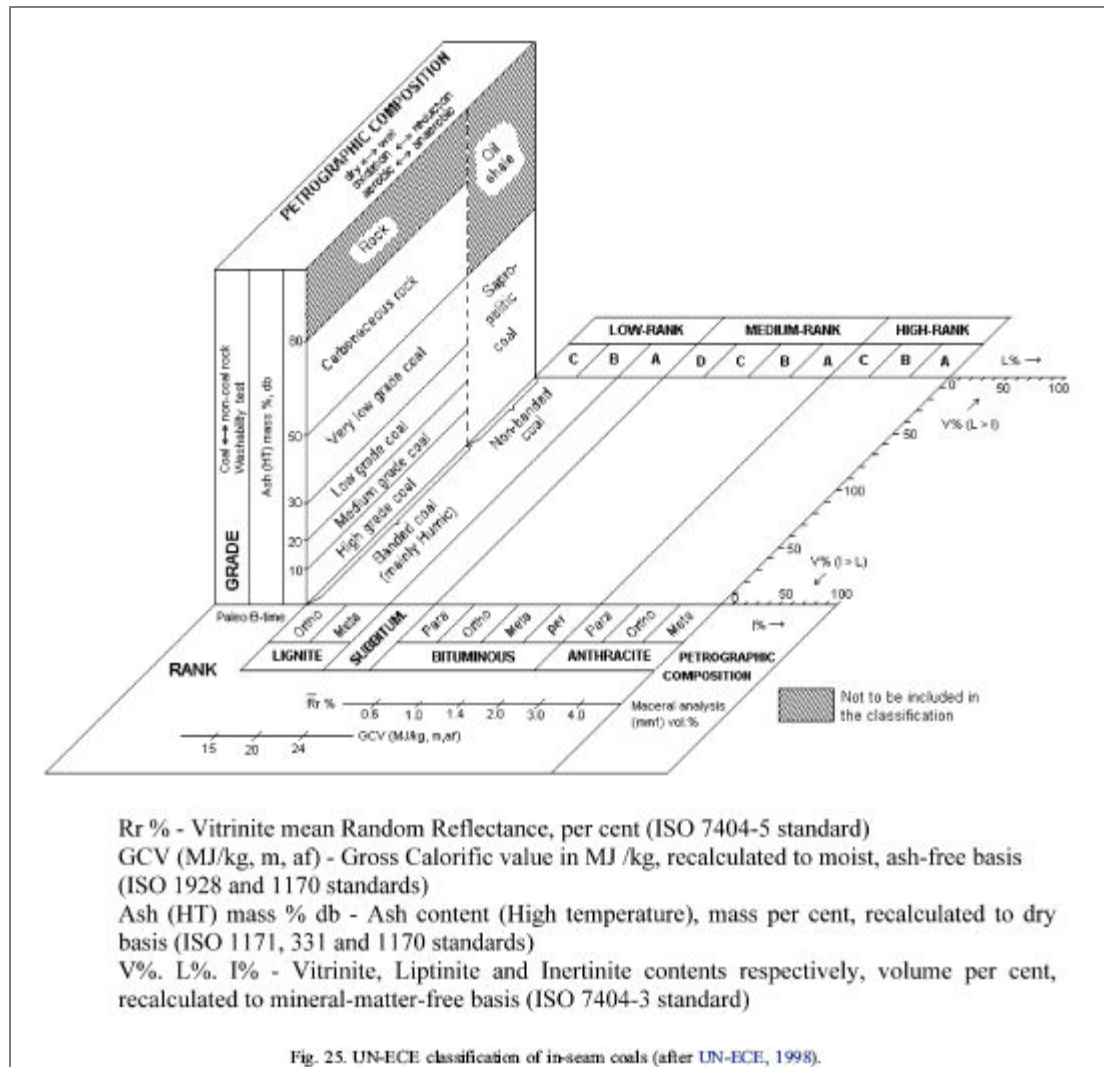 PETROGRAPHIC COMPOSITION
dry ↔ wet
oxidation ↔ reduction
aerobic ↔ anaerobic
Rock
Oil
shale
Carbonaceous rock
Sapro-
pelitic
coal
Very low grade coal
Low grade coal
Medium grade coal
High grade coal
Banded coal
(mainly Humic)
Non-banded
coal
GRADE
Coal ↔ non-coal rock
Washability test
Ash (HT) mass %, db
80
50
30
20
10
LOW-RANK MEDIUM-RANK HIGH-RANK
C B A D C B A C B A
L% →
0 50 100
V% (L > I)
50
100
50
V% (I > L)
0 50 100
I% →
RANK
Ortho Meta Para Ortho Meta per Para Ortho Meta
LIGNITE SUBBITUM. BITUMINOUS ANTHRACITE PETROGRAPHIC
COMPOSITION
Rr %
0.6 1.0 1.4 2.0 3.0 4.0
Maceral analysis
(mmf) vol.%
GCV (MJ/kg, m,af)
15 20 24
Not to be included in
the classification
Rr % - Vitrinite mean Random Reflectance, per cent (ISO 7404-5 standard)
GCV (MJ/kg, m, af) - Gross Calorific value in MJ /kg, recalculated to moist, ash-free basis
(ISO 1928 and 1170 standards)
Ash (HT) mass % db - Ash content (High temperature), mass per cent, recalculated to dry
basis (ISO 1171, 331 and 1170 standards)
V%. L%. I% - Vitrinite, Liptinite and Inertinite contents respectively, volume per cent,
recalculated to mineral-matter-free basis (ISO 7404-3 standard)
Fig. 25. UN-ECE classification of in-seam coals (after UN-ECE, 1998).